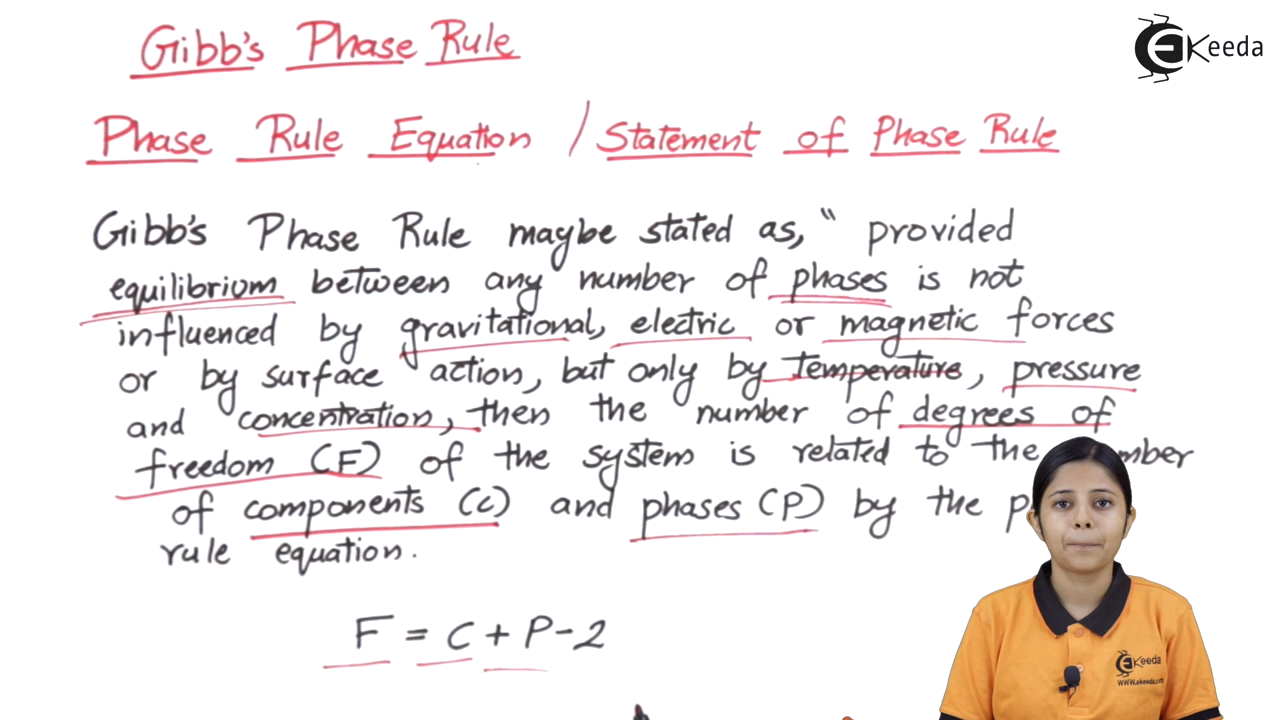 Gibb's Phase Rule
EKeeda
Phase Rule Equation / Statement of Phase Rule
Gibb's Phase Rule maybe stated as, " provided
equilibrium between any number of phases is not
influenced by gravitational, electric or magnetic forces
or by surface action, but only by temperature, pressure
and concentration, then the number of degrees of
freedom (F) of the system is related to the mber
of components (C) and phases (P) by the p
rule equation.
F = C + P - 2
EKeeda
www.ekeeda.com